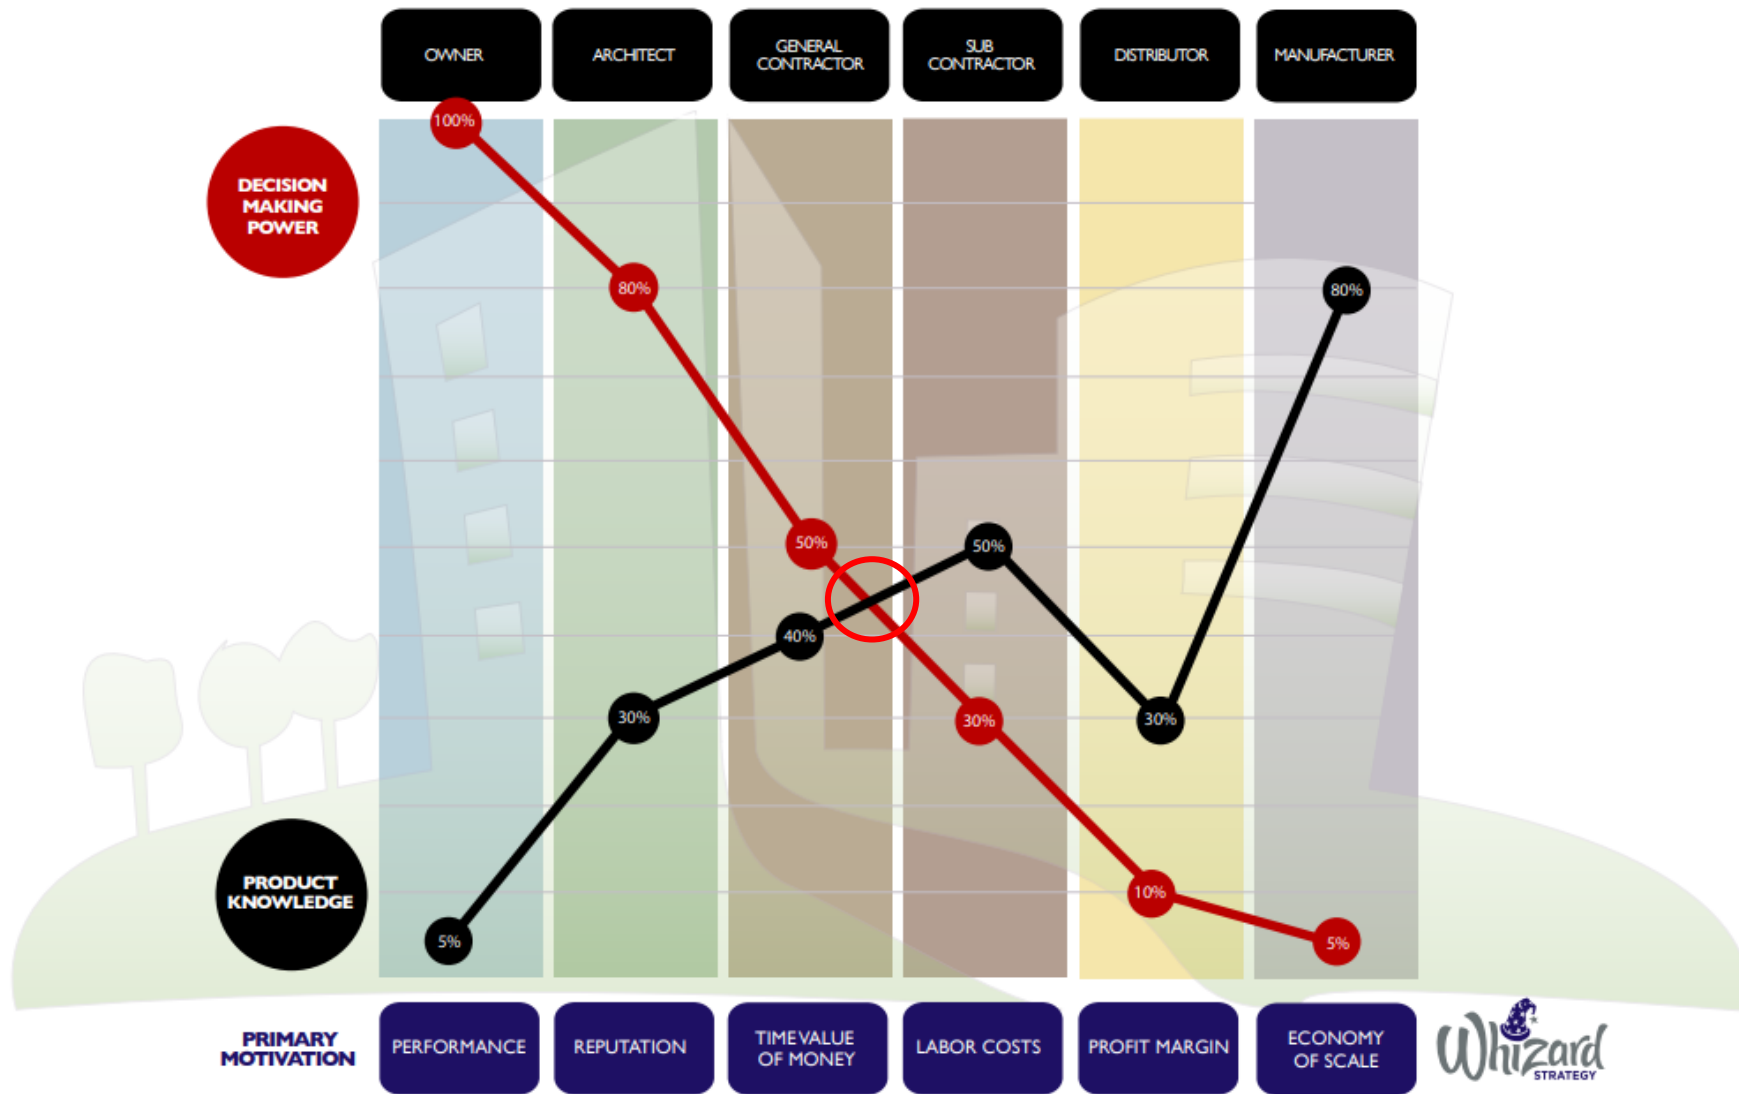 OWNER
ARCHITECT
GENERAL
CONTRACTOR
SUB
CONTRACTOR
DISTRIBUTOR
MANUFACTURER
DECISION
MAKING
POWER
100%
80%
80%
50%
50%
40%
30%
30%
30%
10%
5%
5%
PRODUCT
KNOWLEDGE
PRIMARY
MOTIVATION
PERFORMANCE
REPUTATION
TIME VALUE
OF MONEY
LABOR COSTS
PROFIT MARGIN
ECONOMY
OF SCALE
Whizard
STRATEGY